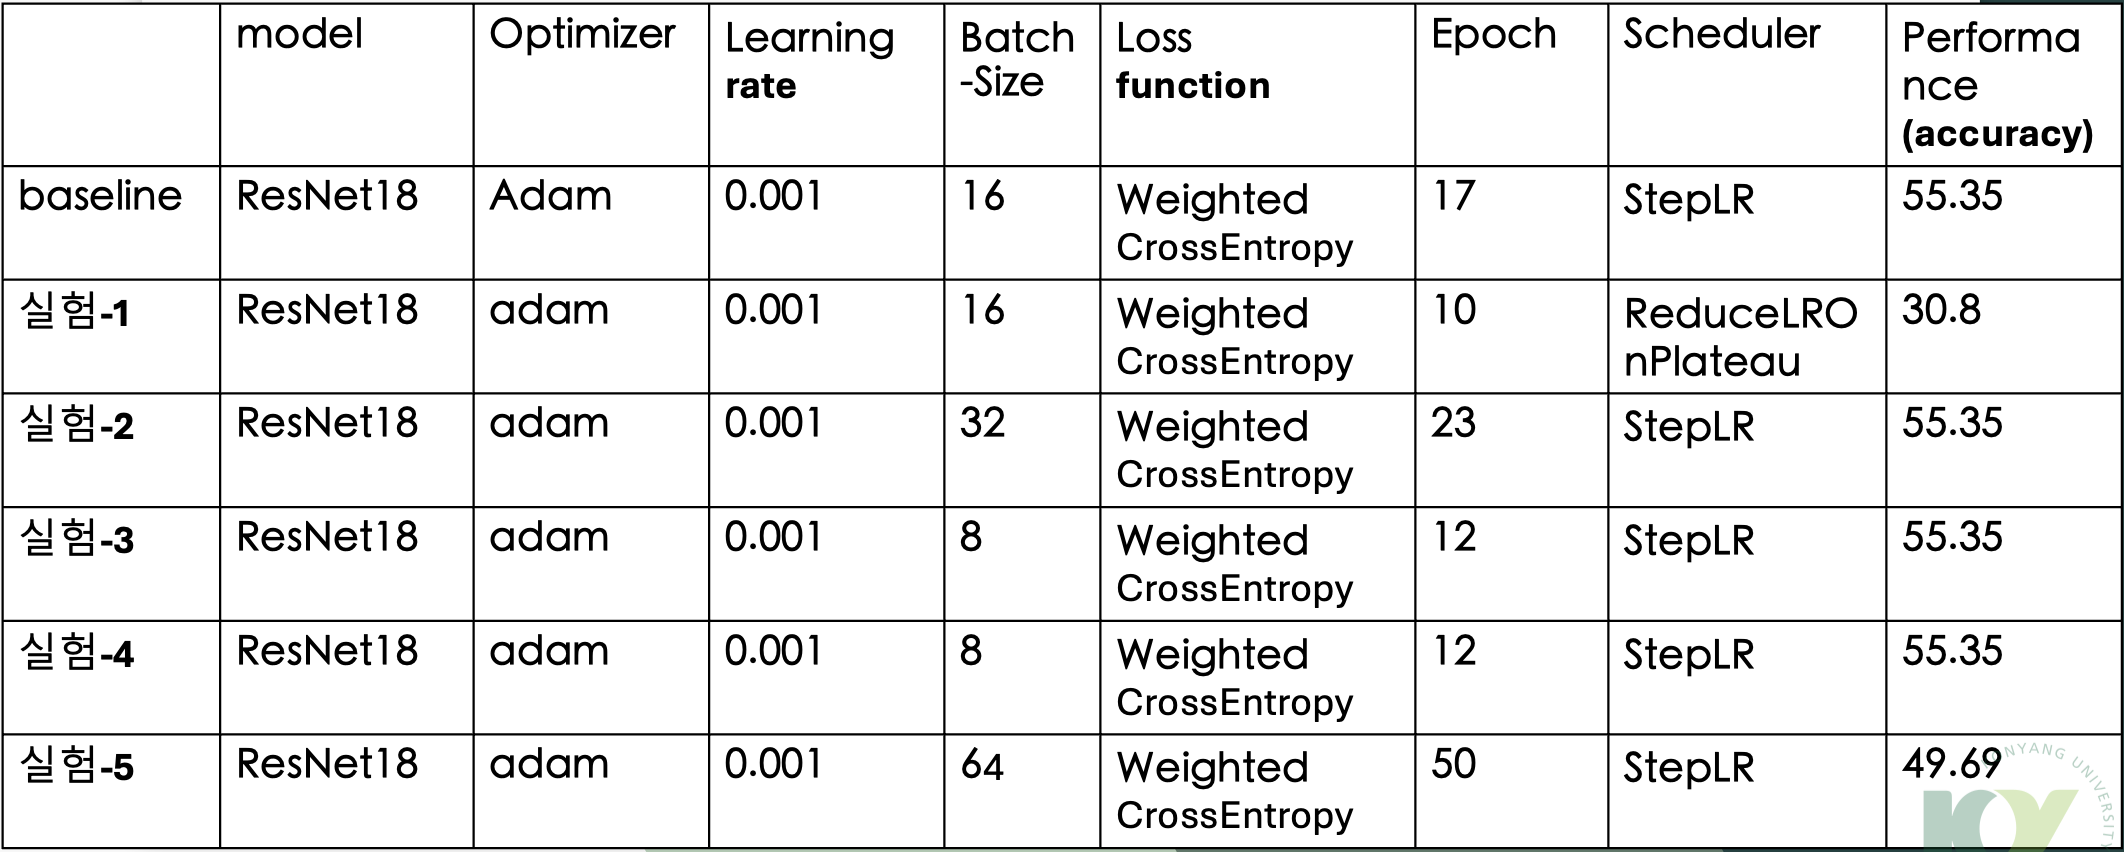 model Optimizer Learning rate Batch-Size Loss function Epoch Scheduler Performance (accuracy)
baseline ResNet18 Adam 0.001 16 Weighted CrossEntropy 17 StepLR 55.35
실험-1 ResNet18 adam 0.001 16 Weighted CrossEntropy 10 ReduceLROnPlateau 30.8
실험-2 ResNet18 adam 0.001 32 Weighted CrossEntropy 23 StepLR 55.35
실험-3 ResNet18 adam 0.001 8 Weighted CrossEntropy 12 StepLR 55.35
실험-4 ResNet18 adam 0.001 8 Weighted CrossEntropy 12 StepLR 55.35
실험-5 ResNet18 adam 0.001 64 Weighted CrossEntropy 50 StepLR 49.69